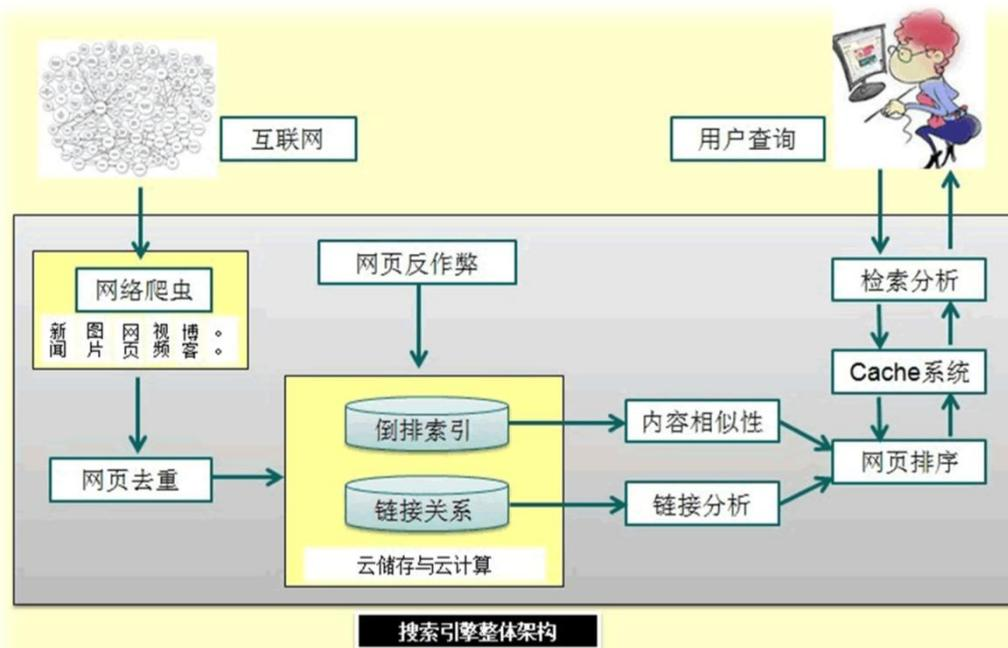 互联网
用户查询
网络爬虫
新闻 图片 网页 视频 博客 。。
网页反作弊
检索分析
Cache系统
倒排索引
内容相似性
网页排序
网页去重
链接关系
链接分析
云储存与云计算
搜索引擎整体架构